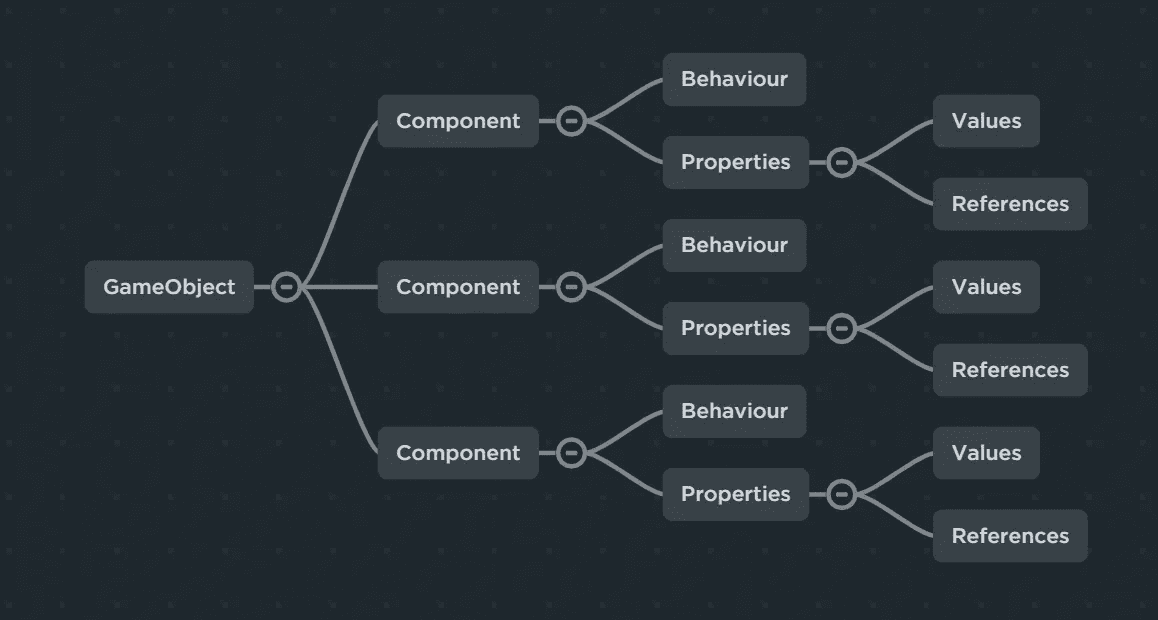 GameObject
Component
Behaviour
Properties
Values
References
Component
Behaviour
Properties
Values
References
Component
Behaviour
Properties
Values
References